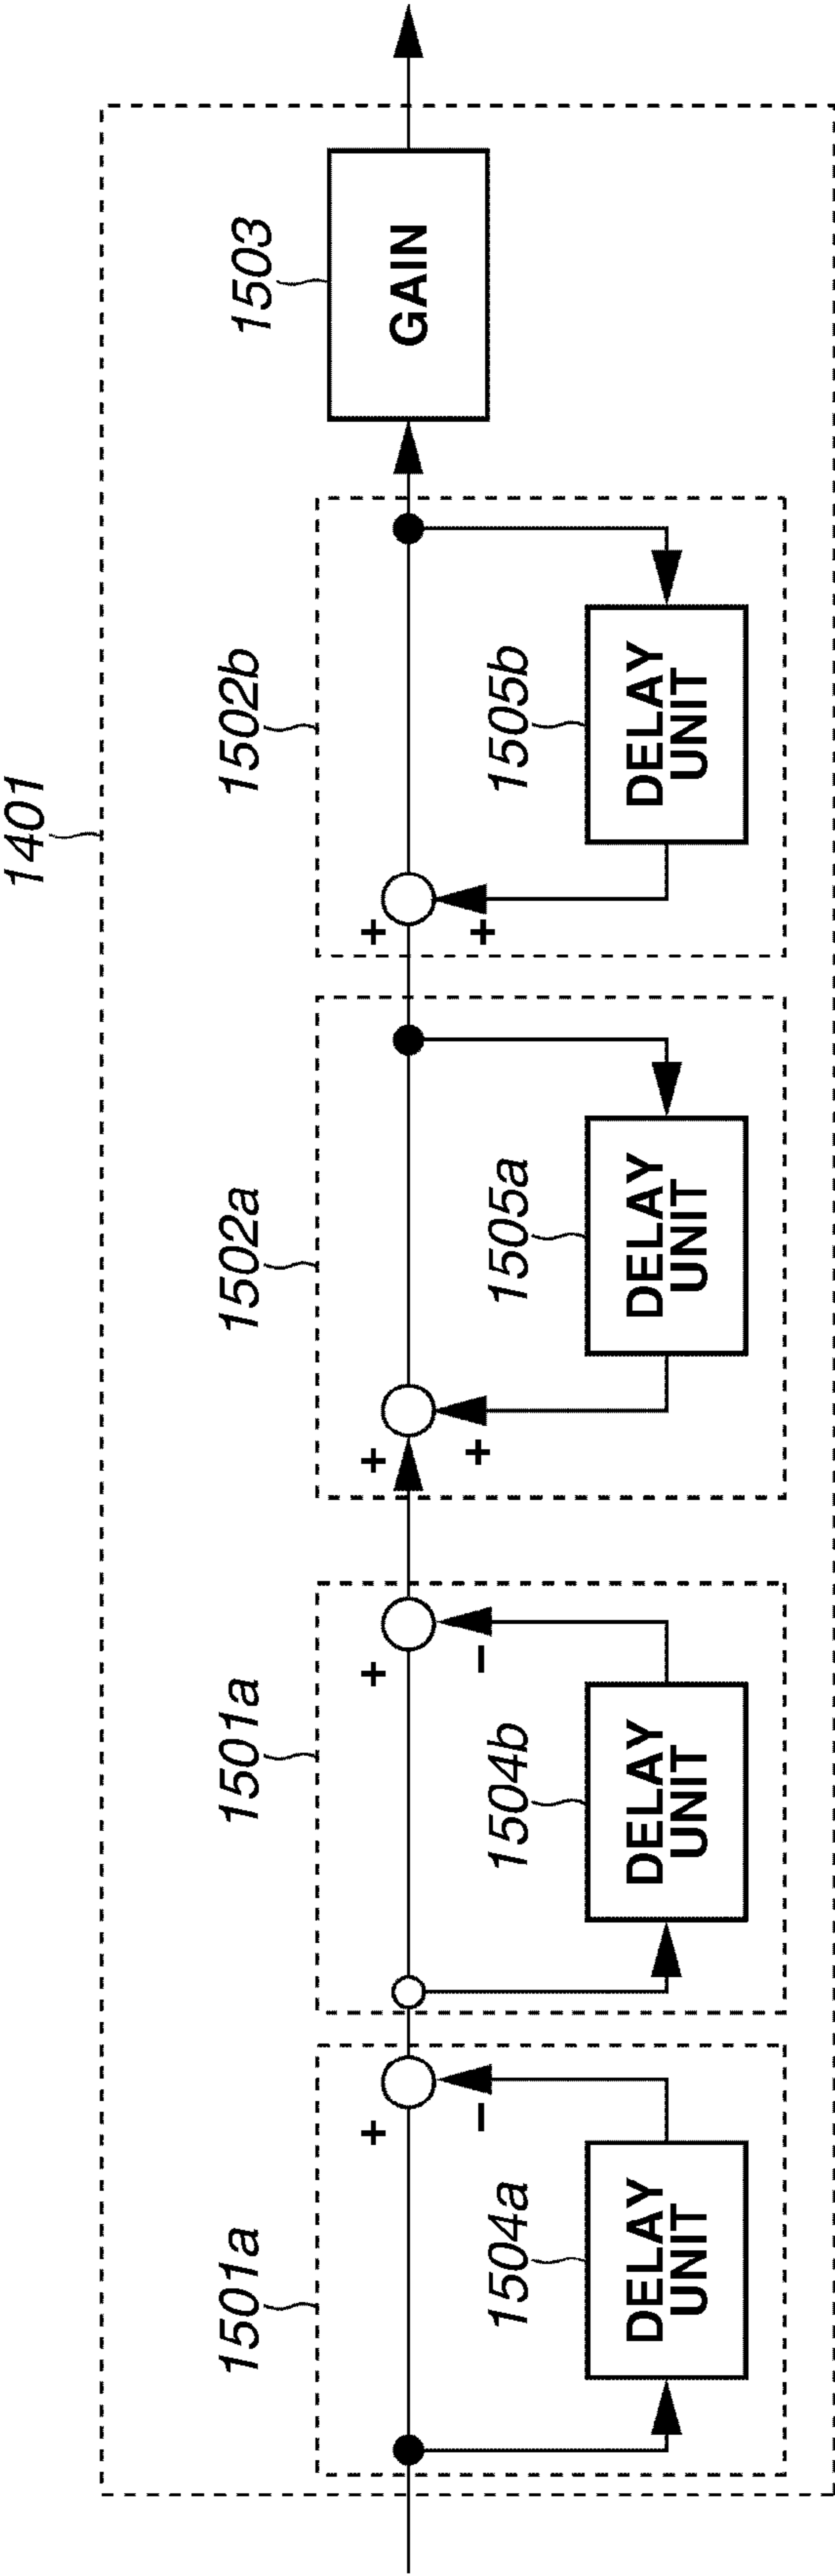 1401
1501a
1501a
1502a
1502b
1503
+
−
+
−
+
+
+
+
GAIN
1504a
1504b
1505a
1505b
DELAY
UNIT
DELAY
UNIT
DELAY
UNIT
DELAY
UNIT